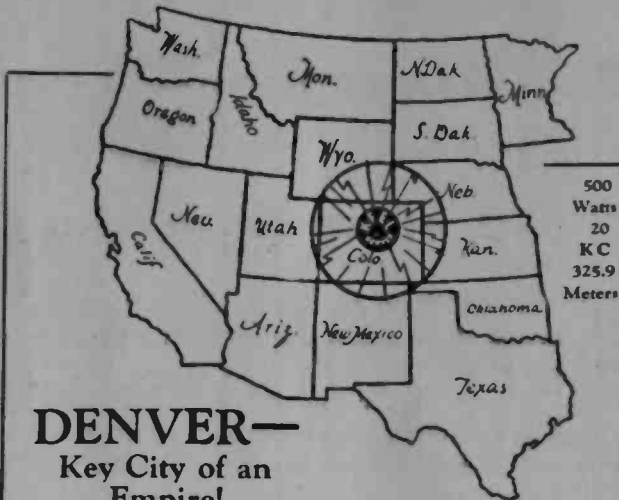 Wash.
Mon.
N.Dak
Minn
Oregon
Idaho
S. Dak
Wyo.
Neb.
500
Watts
20
KC
325.9
Meters
Nev.
Utah
Colo
Kan.
Calif
Ariz.
New Mexico
Oklahoma
Texas
DENVER—
Key City of an
Empire!